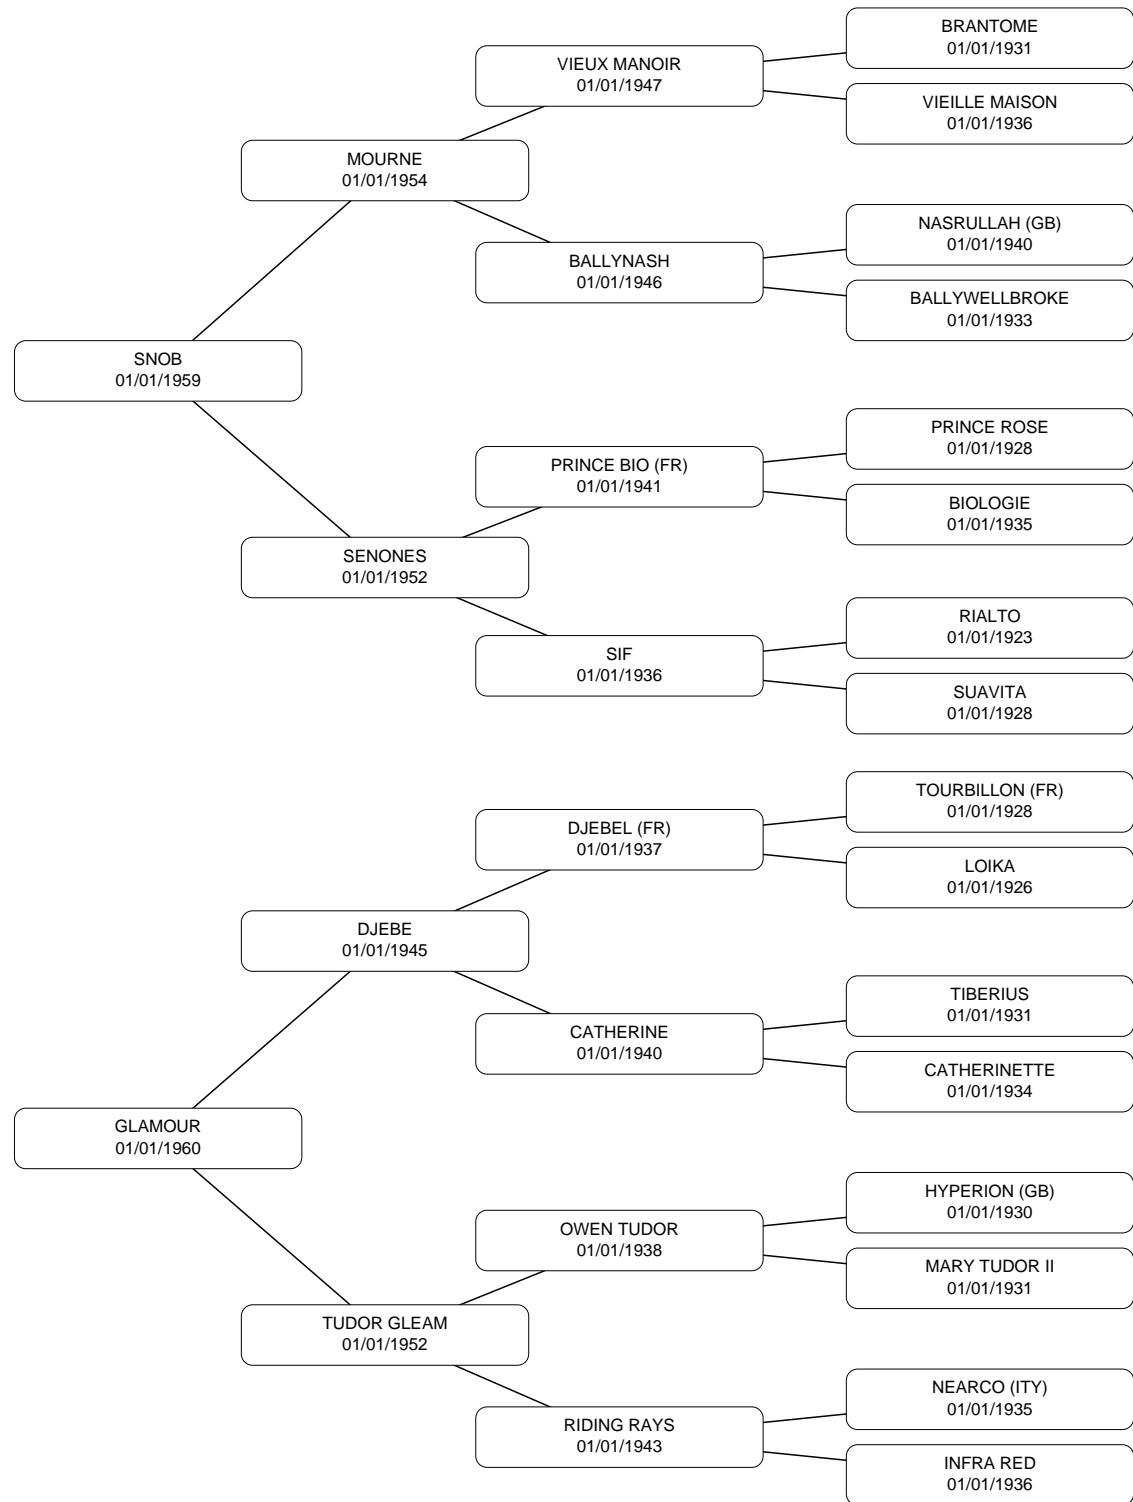 BRANTOME
01/01/1931
VIEUX MANOIR
01/01/1947
VIEILLE MAISON
01/01/1936
MOURNE
01/01/1954
NASRULLAH (GB)
01/01/1940
BALLYNASH
01/01/1946
BALLYWELLBROKE
01/01/1933
SNOB
01/01/1959
PRINCE ROSE
01/01/1928
PRINCE BIO (FR)
01/01/1941
BIOLOGIE
01/01/1935
SENONES
01/01/1952
RIALTO
01/01/1923
SIF
01/01/1936
SUAVITA
01/01/1928
TOURBILLON (FR)
01/01/1928
DJEBEL (FR)
01/01/1937
LOIKA
01/01/1926
DJEBE
01/01/1945
TIBERIUS
01/01/1931
CATHERINE
01/01/1940
CATHERINETTE
01/01/1934
GLAMOUR
01/01/1960
HYPERION (GB)
01/01/1930
OWEN TUDOR
01/01/1938
MARY TUDOR II
01/01/1931
TUDOR GLEAM
01/01/1952
NEARCO (ITY)
01/01/1935
RIDING RAYS
01/01/1943
INFRA RED
01/01/1936